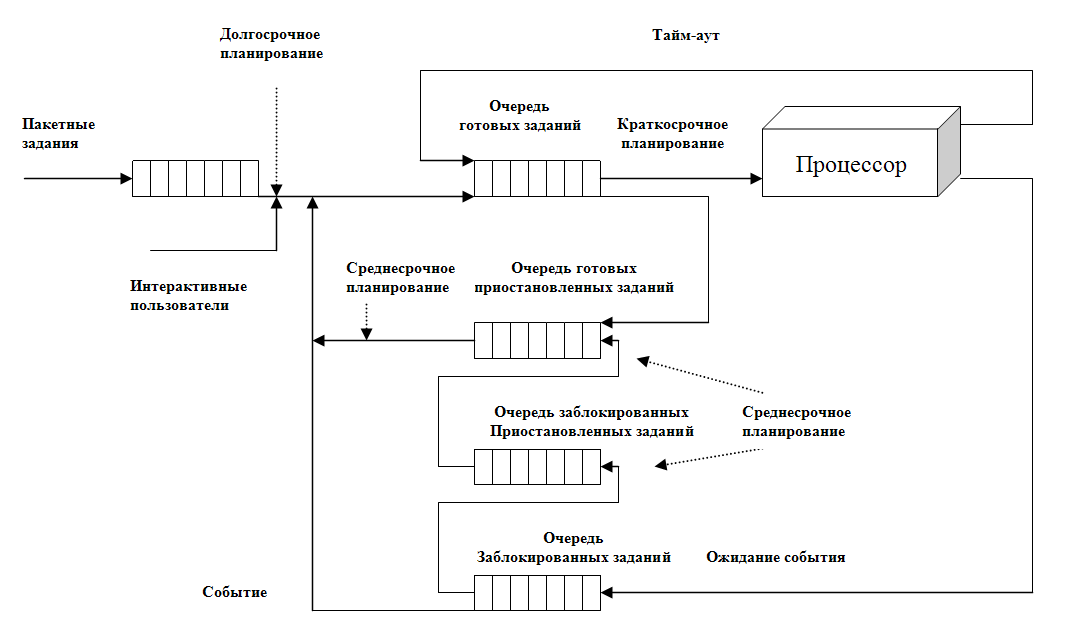 Долгосрочное
планирование
Тайм-аут
Пакетные
задания
Очередь
готовых заданий
Краткосрочное
планирование
Процессор
Интерактивные
пользователи
Среднесрочное
планирование
Очередь готовых
приостановленных заданий
Очередь заблокированных
Приостановленных заданий
Среднесрочное
планирование
Очередь
Заблокированных заданий
Ожидание события
Событие